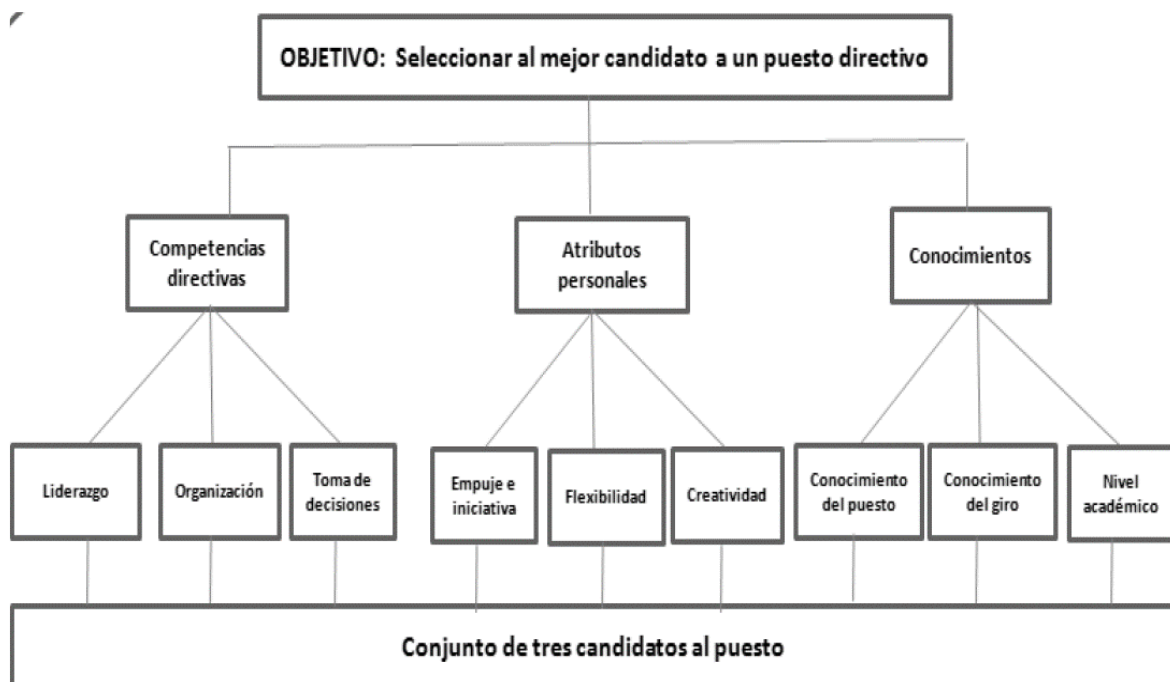 OBJETIVO: Seleccionar al mejor candidato a un puesto directivo
Competencias
directivas
Atributos
personales
Conocimientos
Liderazgo
Organización
Toma de
decisiones
Empuje e
iniciativa
Flexibilidad
Creatividad
Conocimiento
del puesto
Conocimiento
del giro
Nivel
académico
Conjunto de tres candidatos al puesto